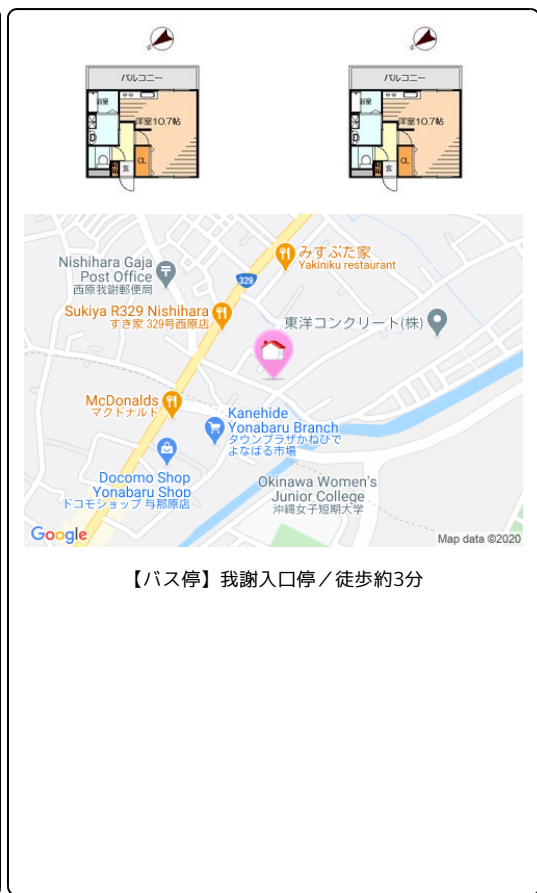 バルコニー
バルコニー
浴室
洋室10.7帖
浴室
洋室10.7帖
CL
玄
CL
玄
みすぶた家
Yakiniku restaurant
Nishihara Gaja
Post Office
西原我謝郵便局
329
Sukiya R329 Nishihara
すき家 329号西原店
東洋コンクリート(株)
McDonalds
マクドナルド
Kanehide
Yonabaru Branch
タウンプラザかねひで
よなばる市場
Docomo Shop
Yonabaru Shop
ドコモショップ 与那原店
Okinawa Women's
Junior College
沖縄女子短期大学
Google
Map data ©2020
【バス停】我謝入口停／徒歩約3分